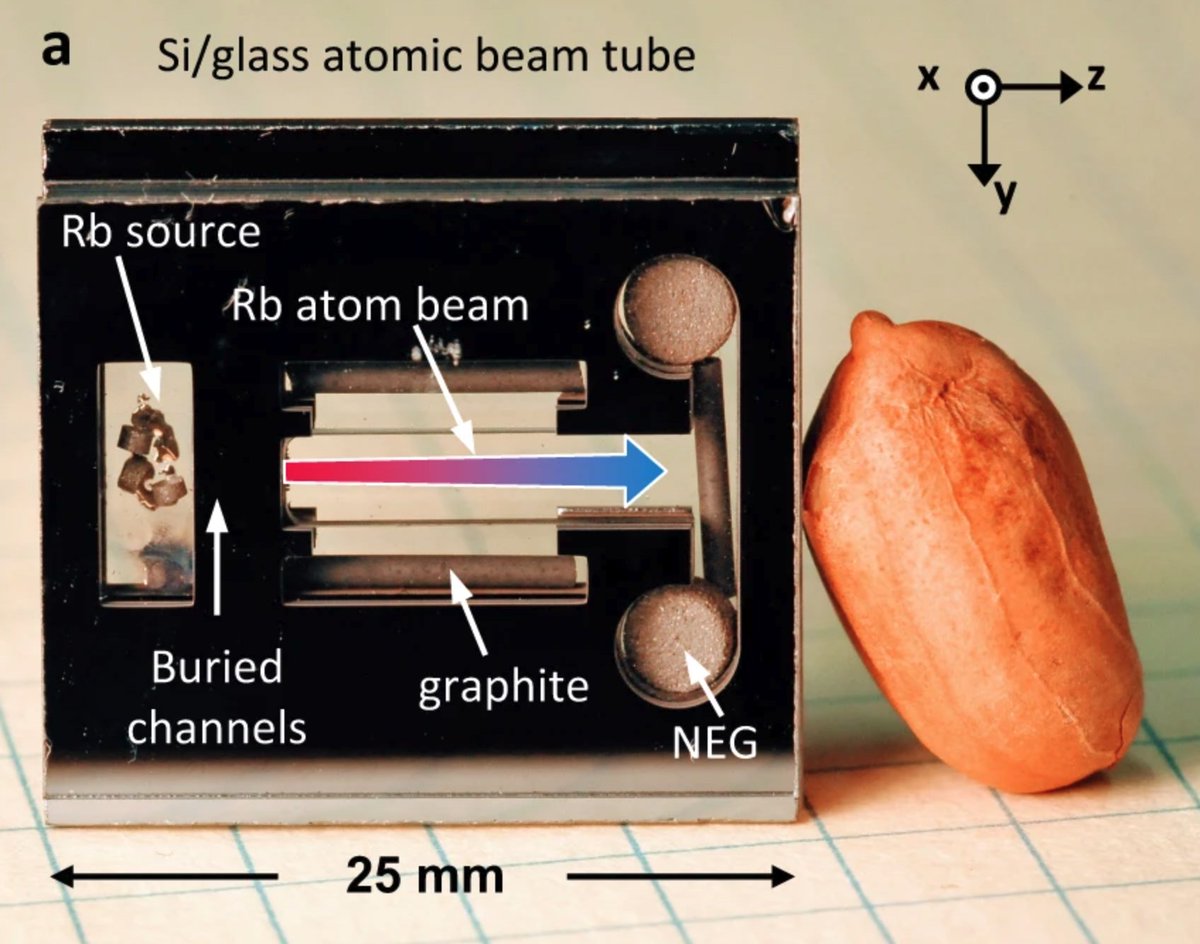 a
Si/glass atomic beam tube
x
z
y
Rb source
Rb atom beam
Buried
channels
graphite
NEG
25 mm